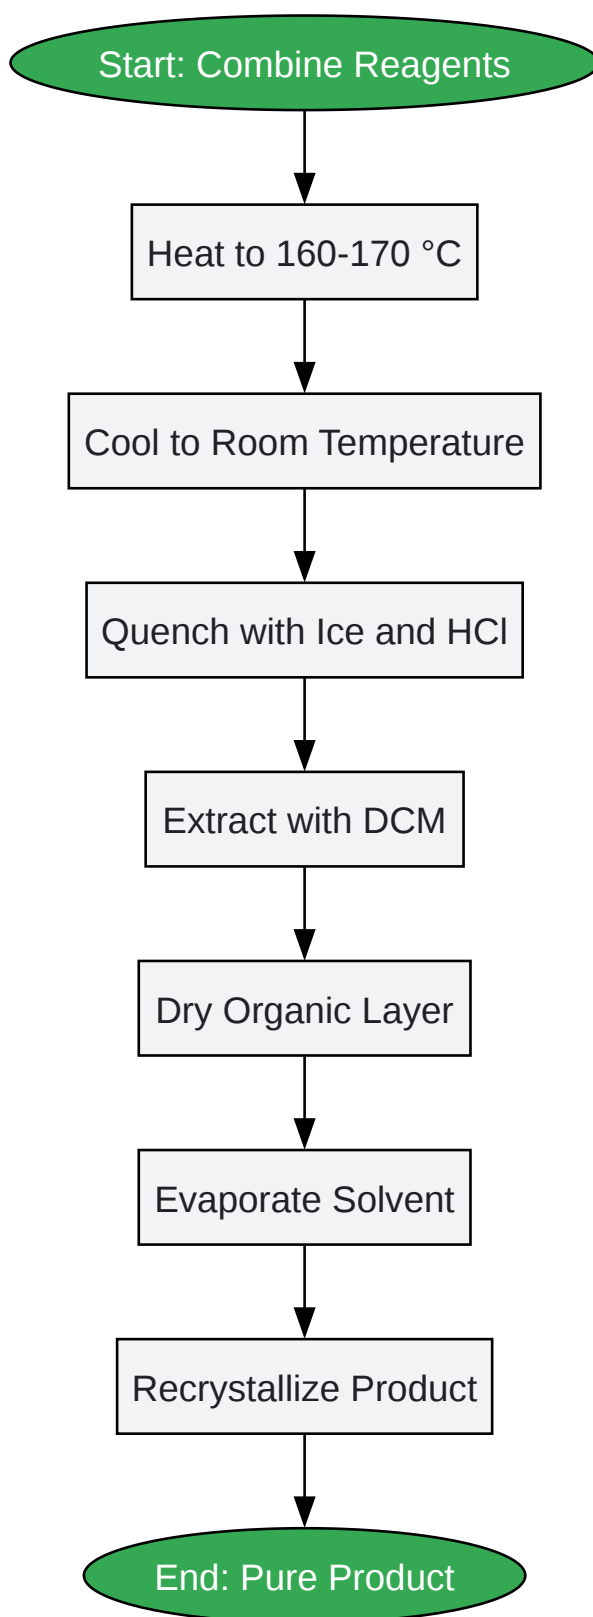 Start: Combine Reagents
Heat to 160-170 °C
Cool to Room Temperature
Quench with Ice and HCl
Extract with DCM
Dry Organic Layer
Evaporate Solvent
Recrystallize Product
End: Pure Product